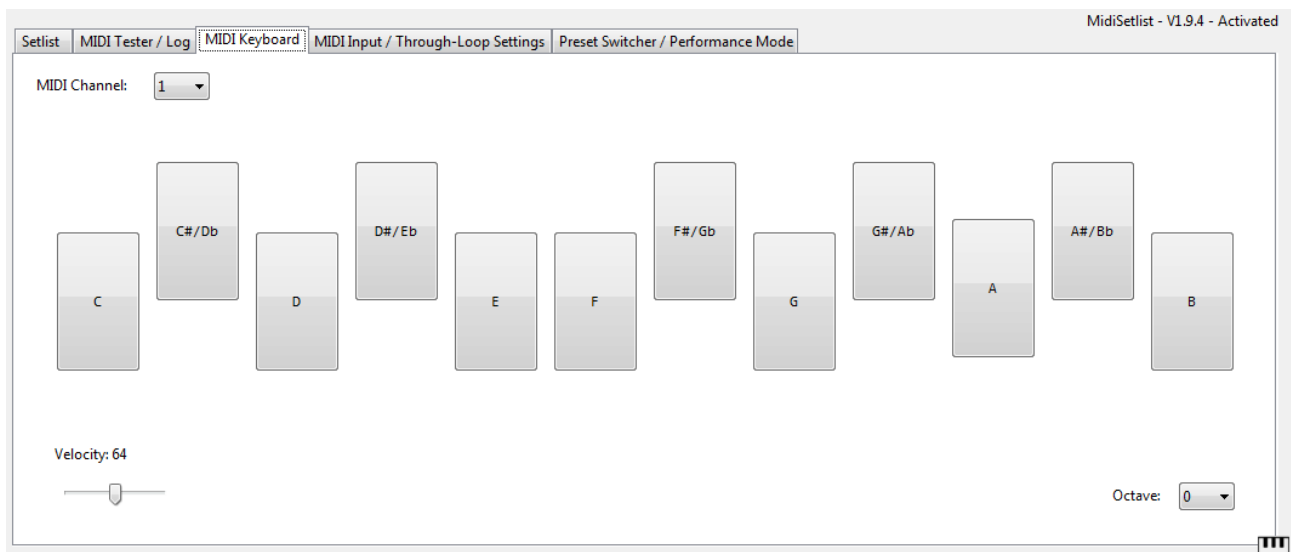 MidiSetlist - V1.9.4 - Activated
Setlist MIDI Tester / Log MIDI Keyboard MIDI Input / Through-Loop Settings Preset Switcher / Performance Mode
MIDI Channel: 1
C#/Db D#/Eb F#/Gb G#/Ab A#/Bb
C D E F G A B
Velocity: 64
Octave: 0